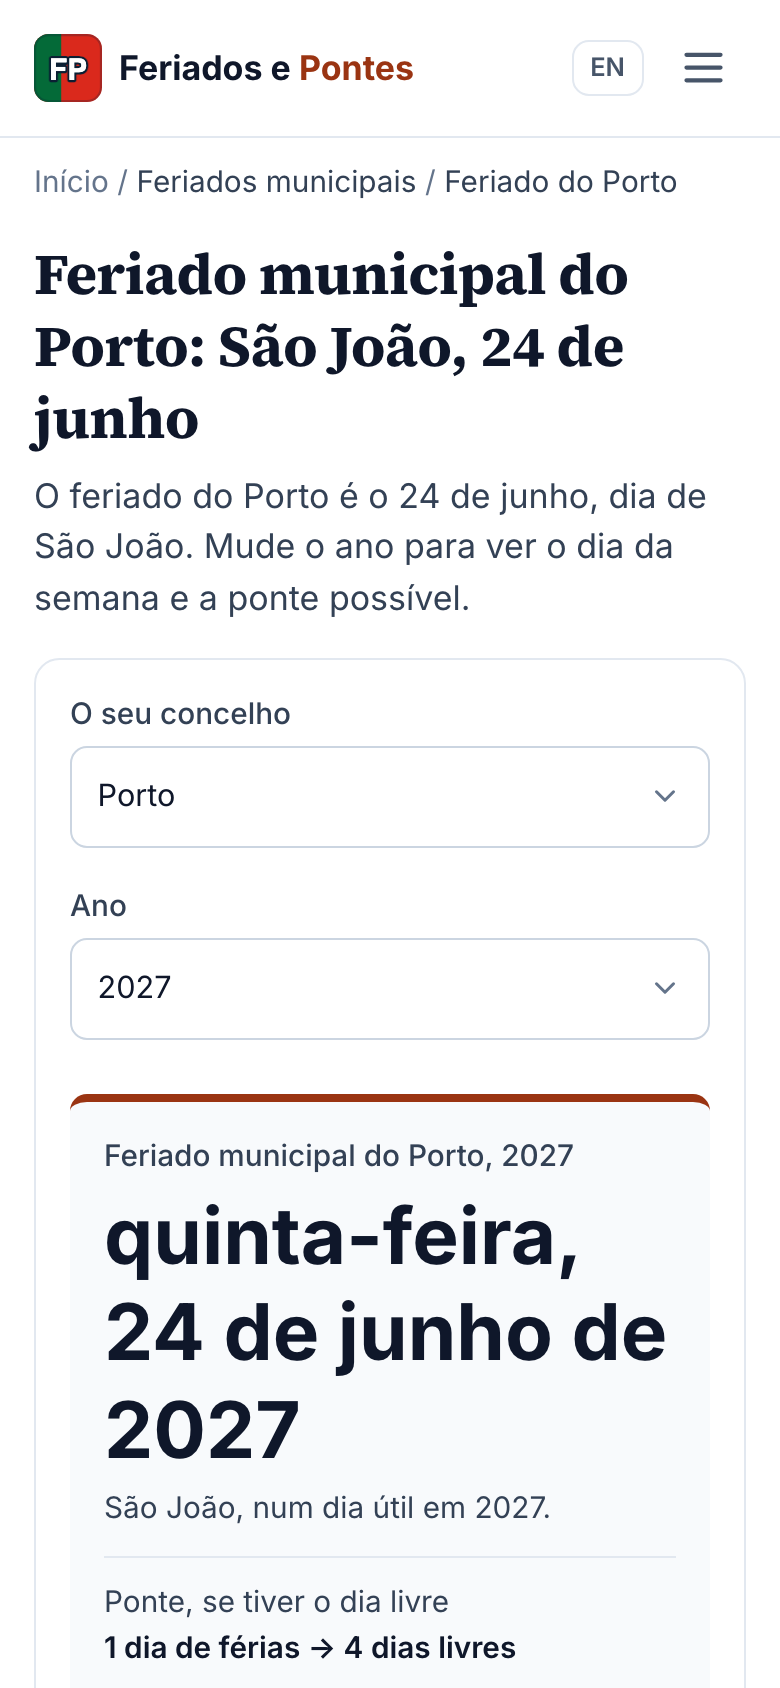 FP Feriados e Pontes EN
Início / Feriados municipais / Feriado do Porto
Feriado municipal do
Porto: São João, 24 de
junho
O feriado do Porto é o 24 de junho, dia de
São João. Mude o ano para ver o dia da
semana e a ponte possível.
O seu concelho
Porto
Ano
2027
Feriado municipal do Porto, 2027
quinta-feira,
24 de junho de
2027
São João, num dia útil em 2027.
Ponte, se tiver o dia livre
1 dia de férias → 4 dias livres